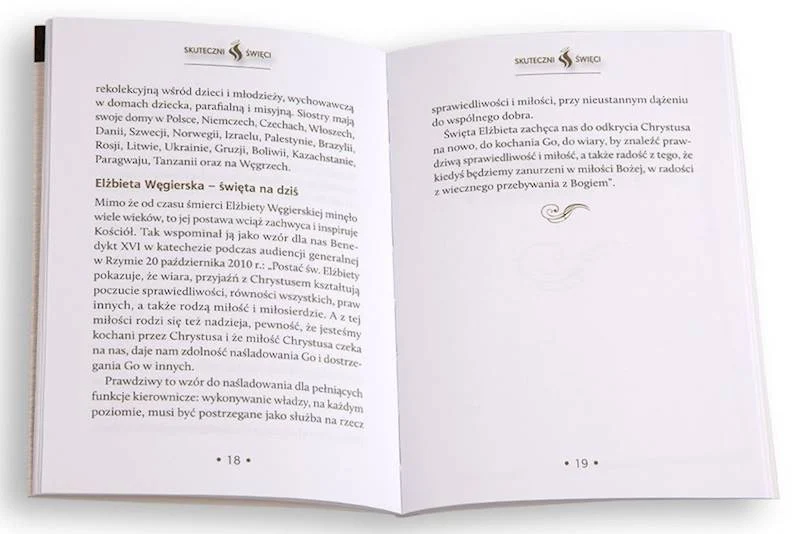 SKUTECZNI ŚWIĘCI
rekolekcyjną wśród dzieci i młodzieży, wychowawczą
w domach dziecka, parafialną i misyjną. Siostry mają
swoje domy w Polsce, Niemczech, Czechach, Włoszech,
Danii, Szwecji, Norwegii, Izraelu, Palestynie, Brazylii,
Rosji, Litwie, Ukrainie, Gruzji, Boliwii, Kazachstanie,
Paragwaju, Tanzanii oraz na Węgrzech.
Elżbieta Węgierska – święta na dziś
Mimo że od czasu śmierci Elżbiety Węgierskiej minęło
wiele wieków, to jej postawa wciąż zachwyca i inspiruje
Kościół. Tak wspominał ją jako wzór dla nas Bene-
dykt XVI w katechezie podczas audiencji generalnej
w Rzymie 20 października 2010 r.: „Postać św. Elżbiety
pokazuje, że wiara, przyjaźń z Chrystusem kształtują
poczucie sprawiedliwości, równości wszystkich, praw
innych, a także rodzą miłość i miłosierdzie. A z tej
miłości rodzi się też nadzieja, pewność, że jesteśmy
kochani przez Chrystusa i że miłość Chrystusa czeka
na nas, daje nam zdolność naśladowania Go i dostrze-
gania Go w innych.
Prawdziwy to wzór do naśladowania dla pełniących
funkcje kierownicze: wykonywanie władzy, na każdym
poziomie, musi być postrzegane jako służba na rzecz
• 18 •
SKUTECZNI ŚWIĘCI
sprawiedliwości i miłości, przy nieustannym dążeniu
do wspólnego dobra.
Święta Elżbieta zachęca nas do odkrycia Chrystusa
na nowo, do kochania Go, do wiary, by znaleźć praw-
dziwą sprawiedliwość i miłość, a także radość z tego, że
kiedyś będziemy zanurzeni w miłości Bożej, w radości
z wiecznego przebywania z Bogiem”.
• 19 •